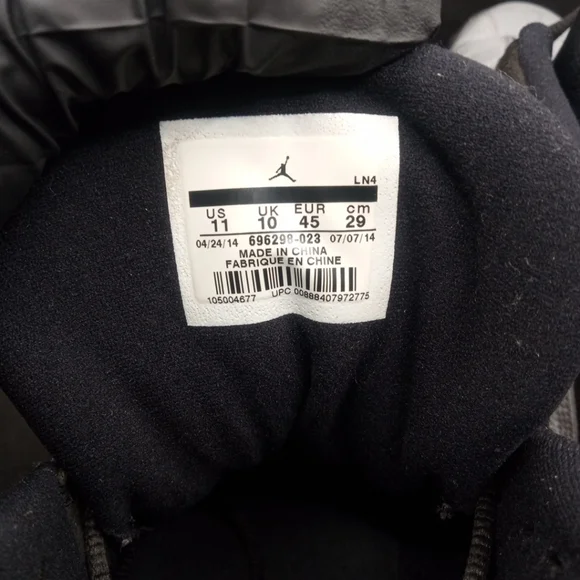 LN4
US UK EUR cm
11 10 45 29
04/24/14 696298-023 07/07/14
MADE IN CHINA
FABRIQUE EN CHINE
105004677 UPC 00888407972775